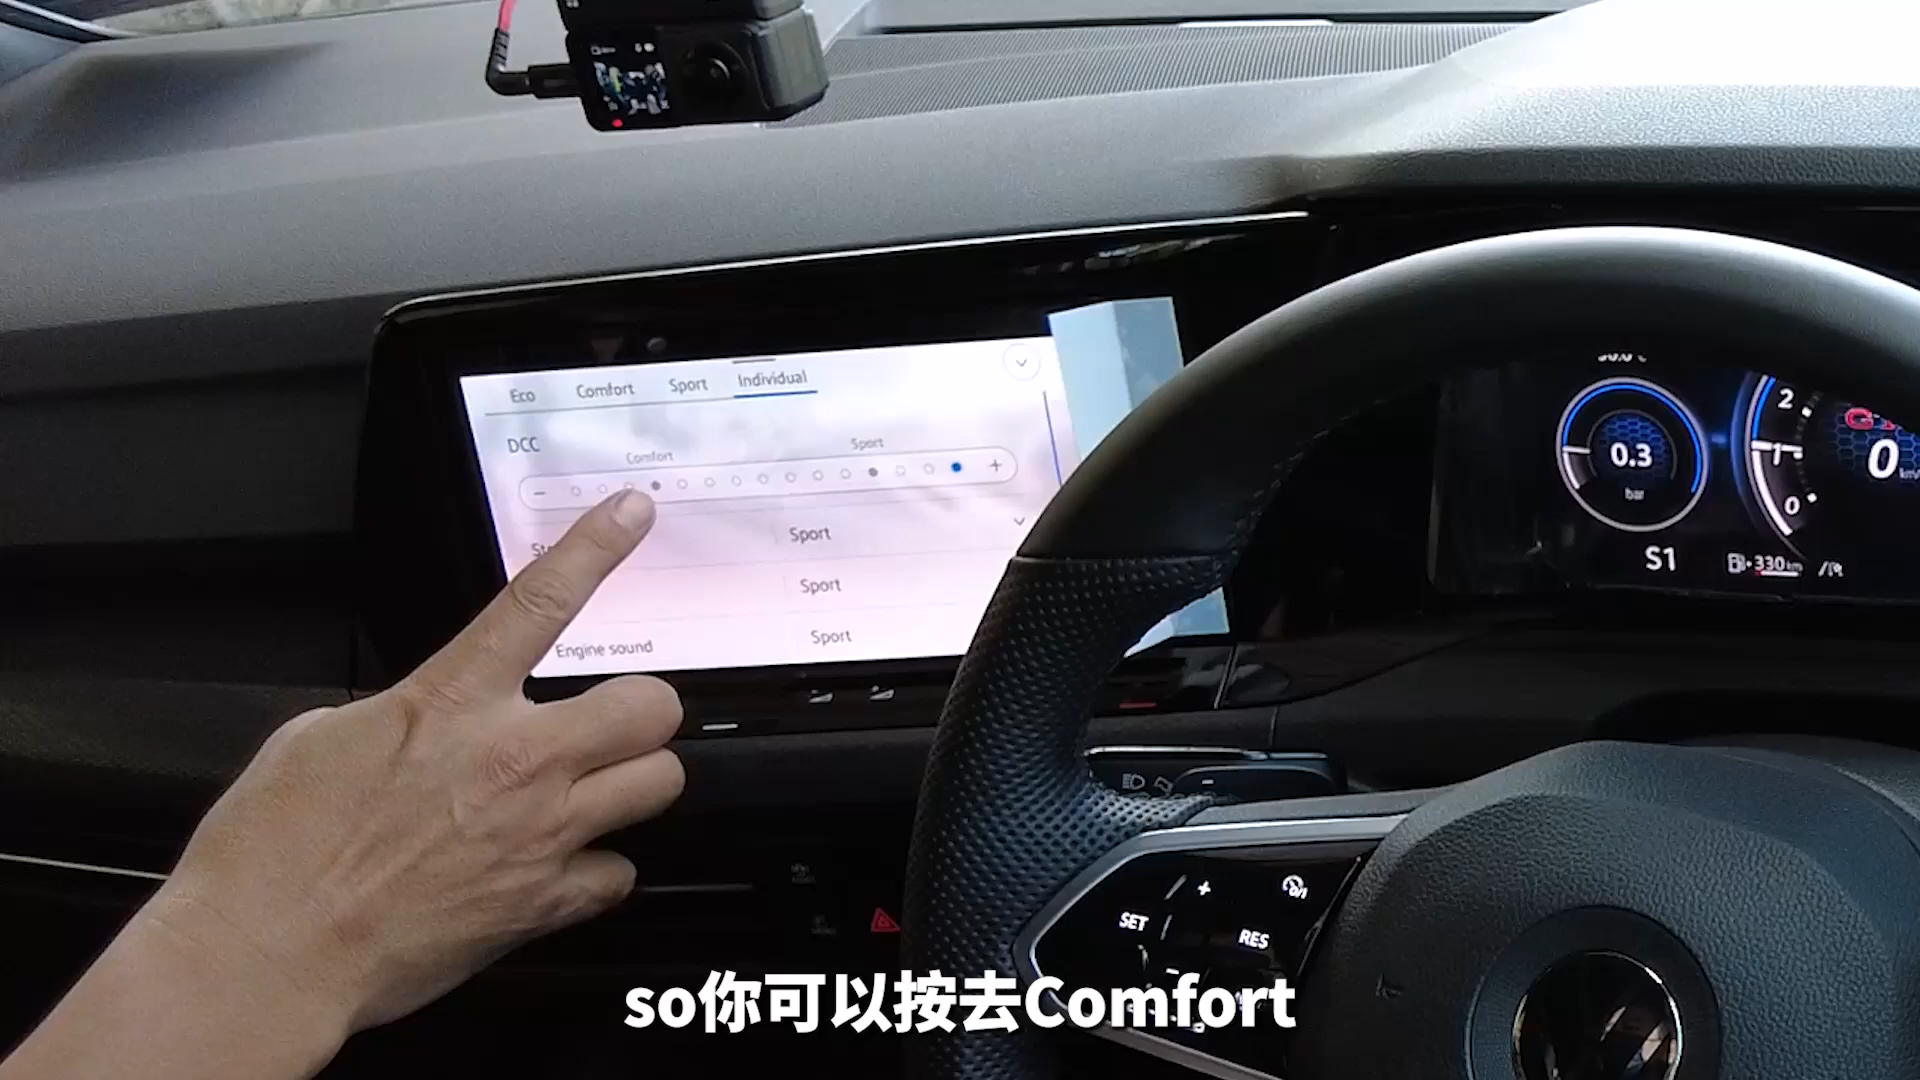 Eco Comfort Sport Individual
DCC
Comfort Sport
Sport
Sport
Engine sound Sport
0.3
bar
2
1
0
0
S1
330 km
SET
RES
so你可以按去Comfort